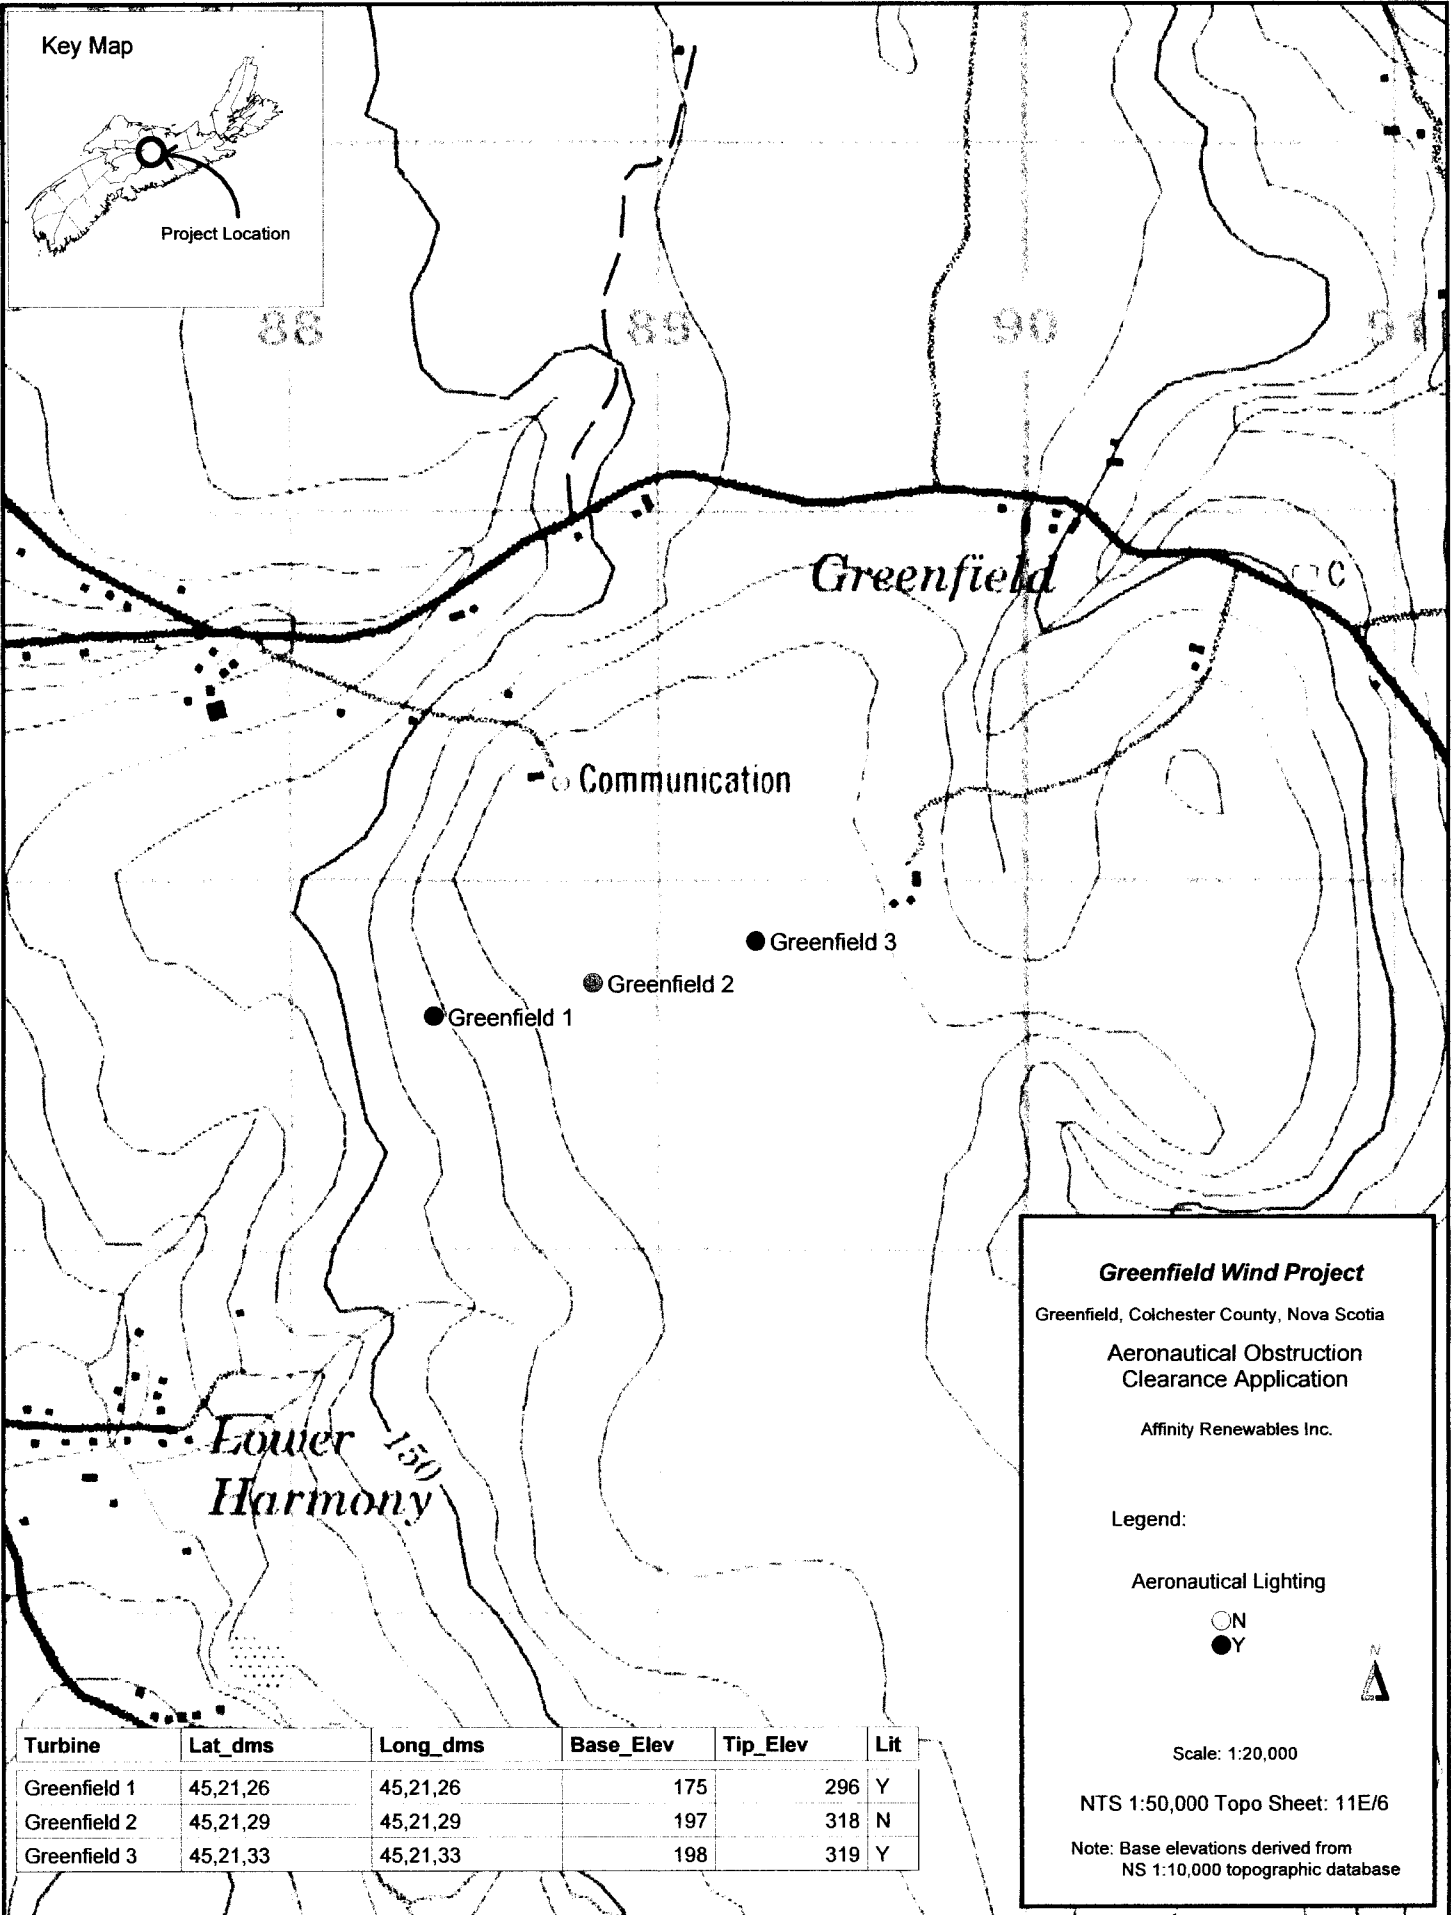 Key Map
Project Location
88
89
90
91
Greenfield
C
Communication
Greenfield 3
Greenfield 2
Greenfield 1
Lower
Harmony
150
Greenfield Wind Project
Greenfield, Colchester County, Nova Scotia
Aeronautical Obstruction
Clearance Application
Affinity Renewables Inc.
Legend:
Aeronautical Lighting
N
Y
N
Scale: 1:20,000
NTS 1:50,000 Topo Sheet: 11E/6
Note: Base elevations derived from
NS 1:10,000 topographic database
Turbine Lat_dms Long_dms Base_Elev Tip_Elev Lit
Greenfield 1 45,21,26 45,21,26 175 296 Y
Greenfield 2 45,21,29 45,21,29 197 318 N
Greenfield 3 45,21,33 45,21,33 198 319 Y